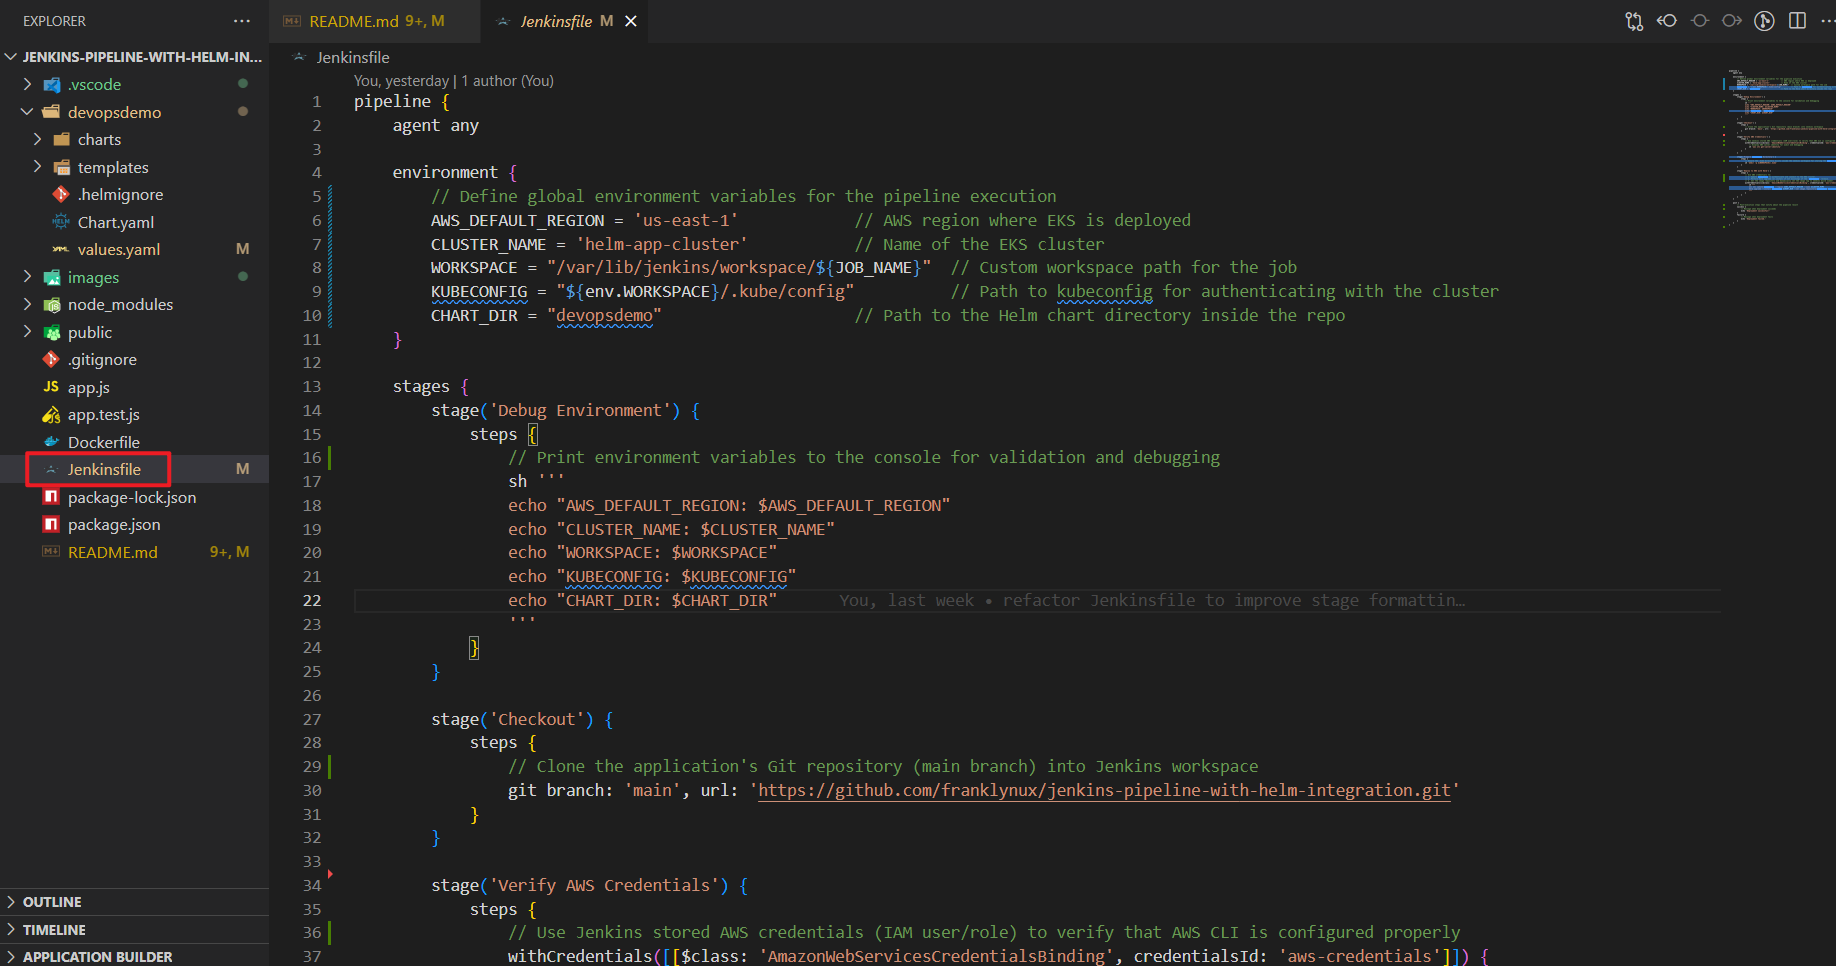 EXPLORER
JENKINS-PIPELINE-WITH-HELM-IN...
.vscode
devopsdemo
charts
templates
.helmignore
Chart.yaml
values.yaml M
images
node_modules
public
.gitignore
JS app.js
app.test.js
Dockerfile
Jenkinsfile M
package-lock.json
package.json
README.md 9+, M
OUTLINE
TIMELINE
APPLICATION BUILDER
README.md 9+, M
Jenkinsfile M
Jenkinsfile
You, yesterday | 1 author (You)
1 pipeline {
2 agent any
3
4 environment {
5 // Define global environment variables for the pipeline execution
6 AWS_DEFAULT_REGION = 'us-east-1' // AWS region where EKS is deployed
7 CLUSTER_NAME = 'helm-app-cluster' // Name of the EKS cluster
8 WORKSPACE = "/var/lib/jenkins/workspace/${JOB_NAME}" // Custom workspace path for the job
9 KUBECONFIG = "${env.WORKSPACE}/.kube/config" // Path to kubeconfig for authenticating with the cluster
10 CHART_DIR = "devopsdemo" // Path to the Helm chart directory inside the repo
11 }
12
13 stages {
14 stage('Debug Environment') {
15 steps {
16 // Print environment variables to the console for validation and debugging
17 sh '''
18 echo "AWS_DEFAULT_REGION: $AWS_DEFAULT_REGION"
19 echo "CLUSTER_NAME: $CLUSTER_NAME"
20 echo "WORKSPACE: $WORKSPACE"
21 echo "KUBECONFIG: $KUBECONFIG"
22 echo "CHART_DIR: $CHART_DIR" You, last week • refactor Jenkinsfile to improve stage formattin…
23 '''
24 }
25 }
26
27 stage('Checkout') {
28 steps {
29 // Clone the application's Git repository (main branch) into Jenkins workspace
30 git branch: 'main', url: 'https://github.com/franklynux/jenkins-pipeline-with-helm-integration.git'
31 }
32 }
33
34 stage('Verify AWS Credentials') {
35 steps {
36 // Use Jenkins stored AWS credentials (IAM user/role) to verify that AWS CLI is configured properly
37 withCredentials([[$class: 'AmazonWebServicesCredentialsBinding', credentialsId: 'aws-credentials']]) {